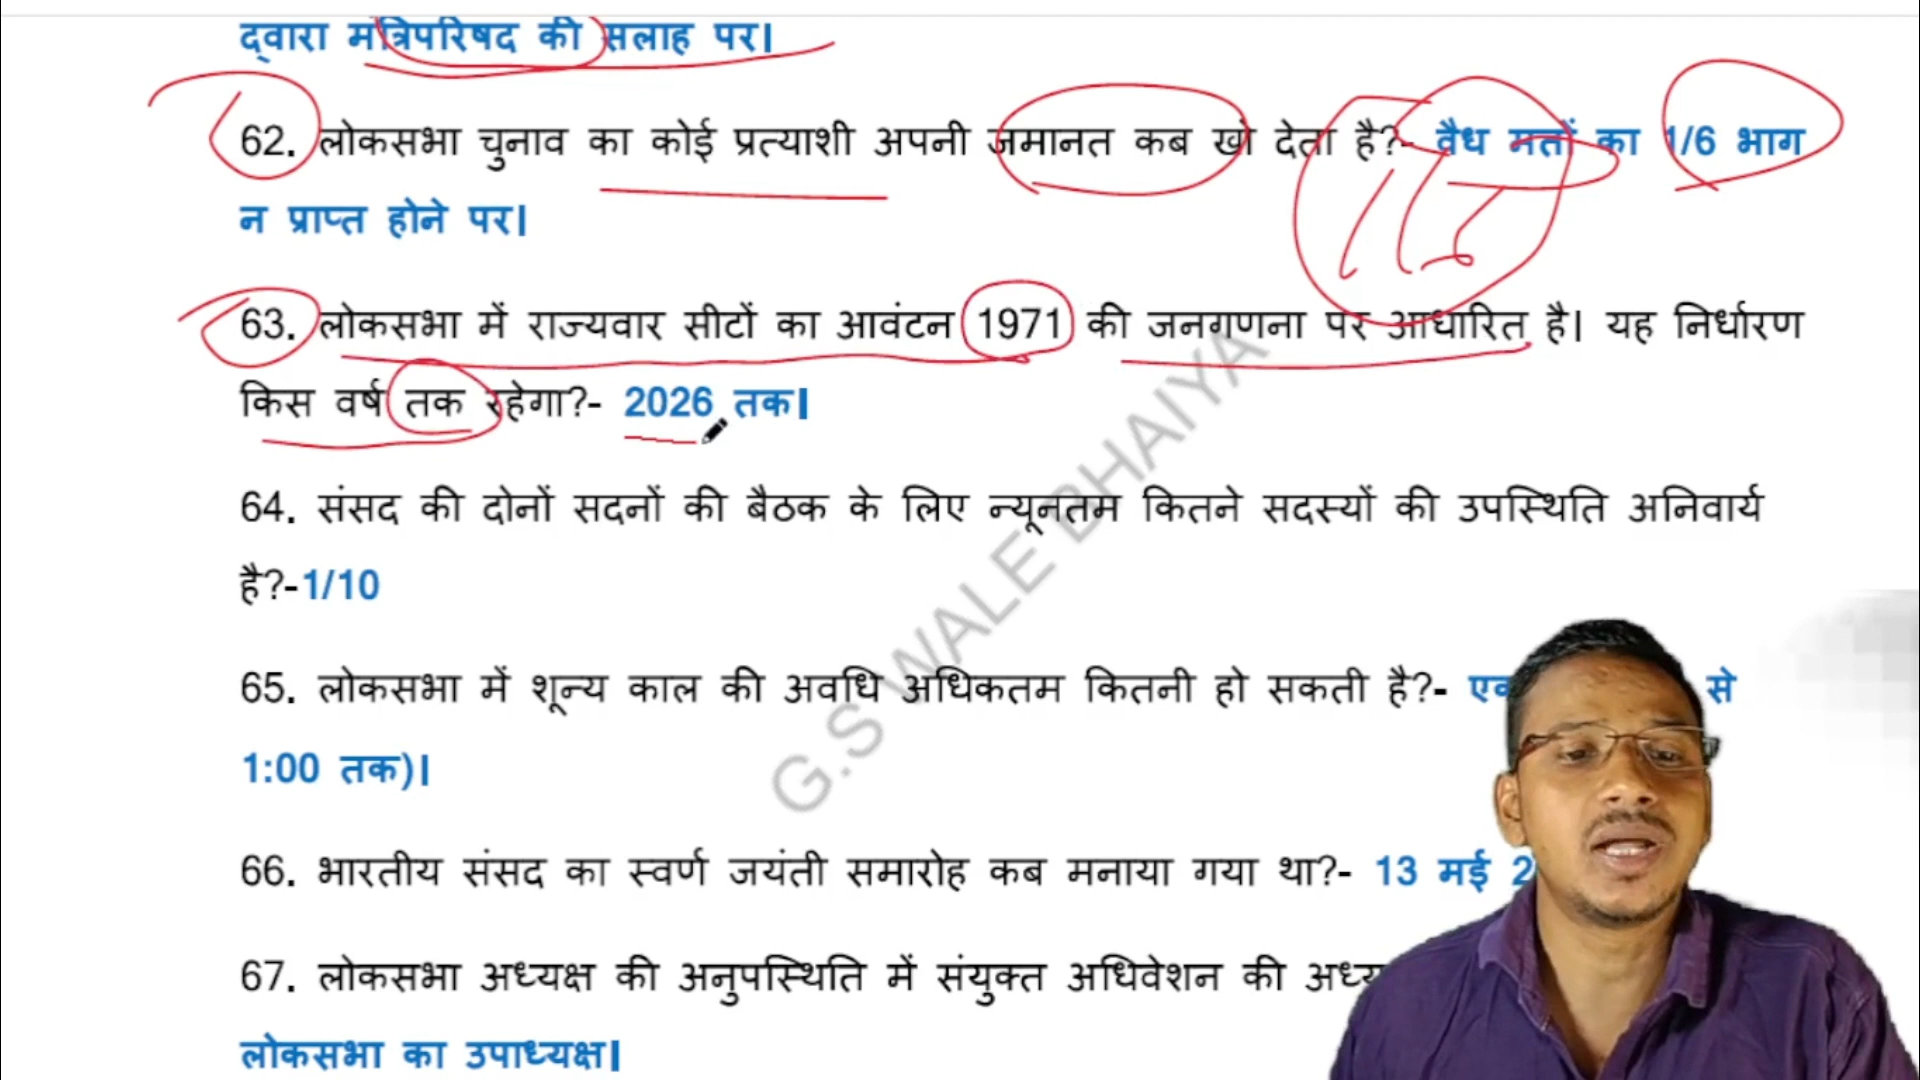 द्वारा मंत्रिपरिषद की सलाह पर।
62. लोकसभा चुनाव का कोई प्रत्याशी अपनी जमानत कब खो देता है?- वैध मतों का 1/6 भाग
न प्राप्त होने पर।
63. लोकसभा में राज्यवार सीटों का आवंटन 1971 की जनगणना पर आधारित है। यह निर्धारण
किस वर्ष तक रहेगा?- 2026 तक।
64. संसद की दोनों सदनों की बैठक के लिए न्यूनतम कितने सदस्यों की उपस्थिति अनिवार्य
है?-1/10
65. लोकसभा में शून्य काल की अवधि अधिकतम कितनी हो सकती है?- से
1:00 तक)।
66. भारतीय संसद का स्वर्ण जयंती समारोह कब मनाया गया था?- 13 मई
67. लोकसभा अध्यक्ष की अनुपस्थिति में संयुक्त अधिवेशन की
लोकसभा का उपाध्यक्ष।
G.S WALE BHAIYA